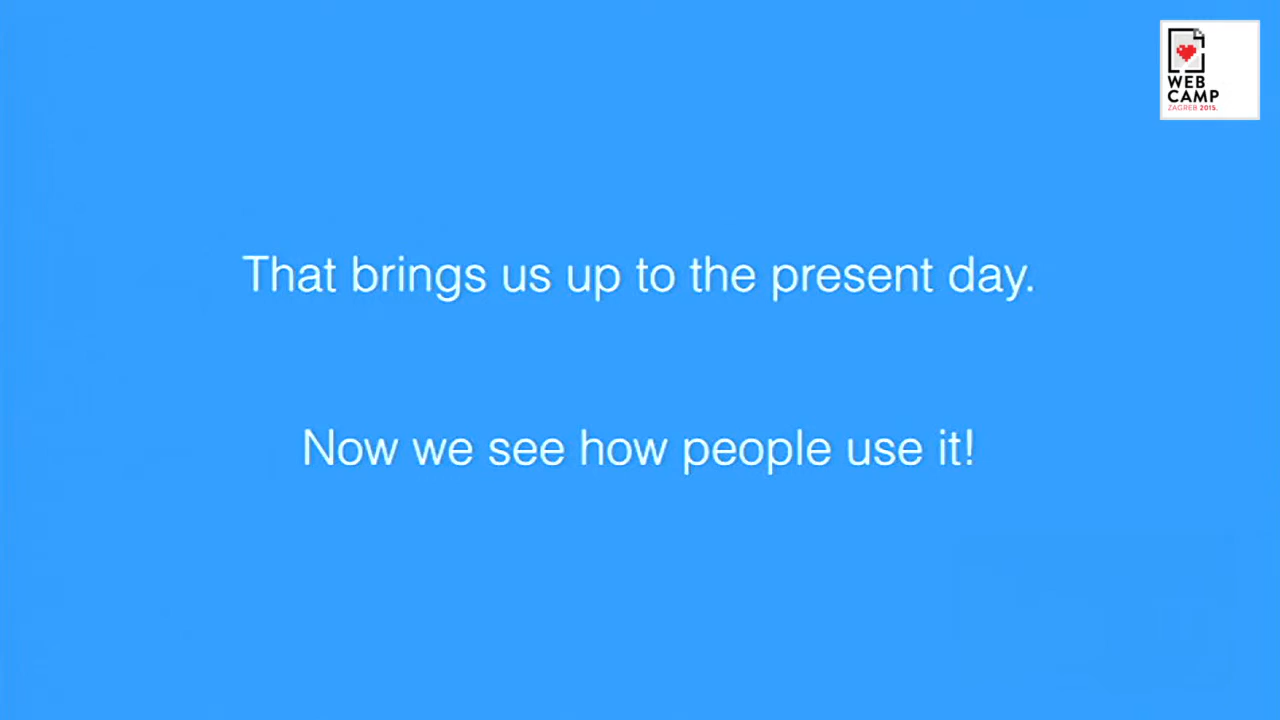 WEB
CAMP
ZAGREB 2015.
That brings us up to the present day.
Now we see how people use it!